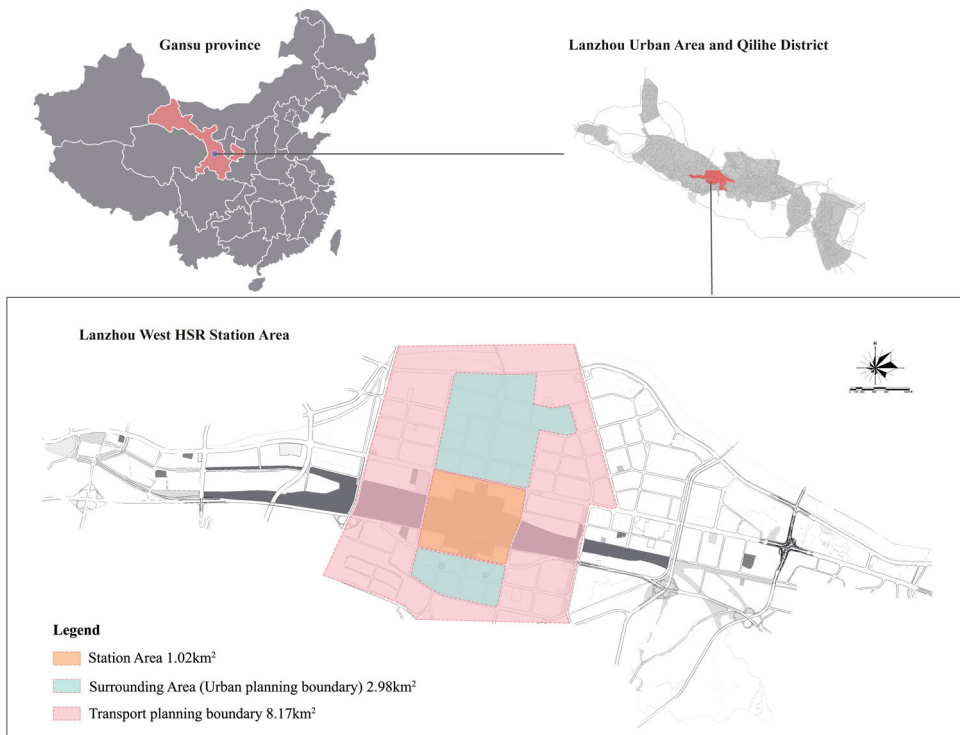 Gansu province
Lanzhou Urban Area and Qilihe District
Lanzhou West HSR Station Area
N
Legend
Station Area 1.02km²
Surrounding Area (Urban planning boundary) 2.98km²
Transport planning boundary 8.17km²